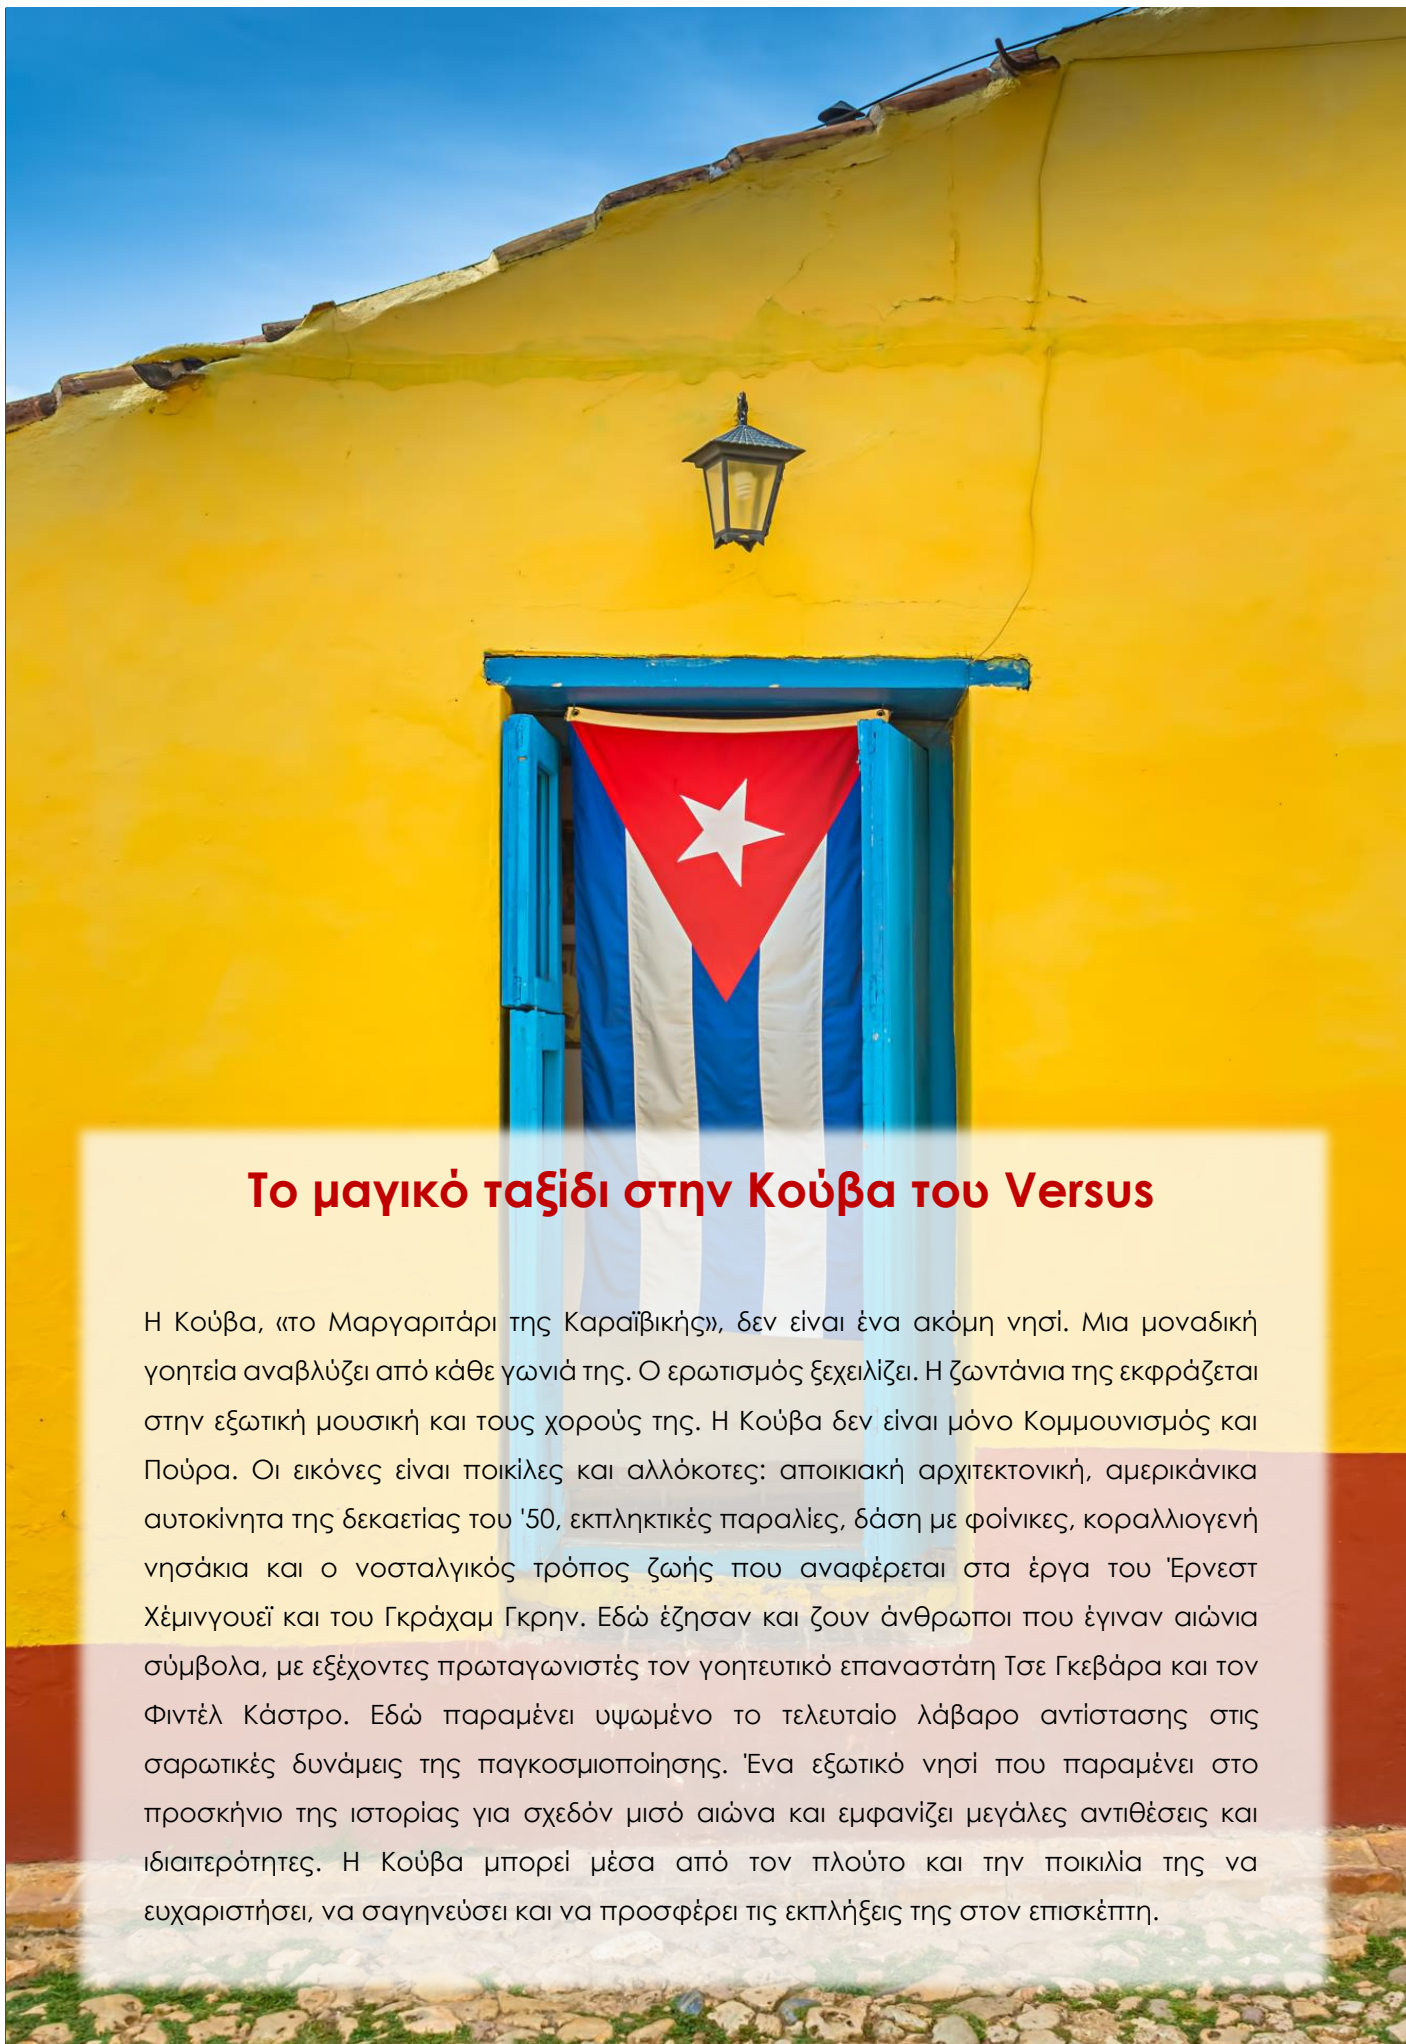 Το μαγικό ταξίδι στην Κούβα του Versus
Η Κούβα, «το Μαργαριτάρι της Καραϊβικής», δεν είναι ένα ακόμη νησί. Μια μοναδική
γοητεία αναβλύζει από κάθε γωνιά της. Ο ερωτισμός ξεχειλίζει. Η ζωντάνια της εκφράζεται
στην εξωτική μουσική και τους χορούς της. Η Κούβα δεν είναι μόνο Κομμουνισμός και
Πούρα. Οι εικόνες είναι ποικίλες και αλλόκοτες: αποικιακή αρχιτεκτονική, αμερικάνικα
αυτοκίνητα της δεκαετίας του '50, εκπληκτικές παραλίες, δάση με φοίνικες, κοραλλιογενή
νησάκια και ο νοσταλγικός τρόπος ζωής που αναφέρεται στα έργα του Έρνεστ
Χέμινγουεϊ και του Γκράχαμ Γκρην. Εδώ έζησαν και ζουν άνθρωποι που έγιναν αιώνια
σύμβολα, με εξέχοντες πρωταγωνιστές τον γοητευτικό επαναστάτη Τσε Γκεβάρα και τον
Φιντέλ Κάστρο. Εδώ παραμένει υψωμένο το τελευταίο λάβαρο αντίστασης στις
σαρωτικές δυνάμεις της παγκοσμιοποίησης. Ένα εξωτικό νησί που παραμένει στο
προσκήνιο της ιστορίας για σχεδόν μισό αιώνα και εμφανίζει μεγάλες αντιθέσεις και
ιδιαιτερότητες. Η Κούβα μπορεί μέσα από τον πλούτο και την ποικιλία της να
ευχαριστήσει, να σαγηνεύσει και να προσφέρει τις εκπλήξεις της στον επισκέπτη.